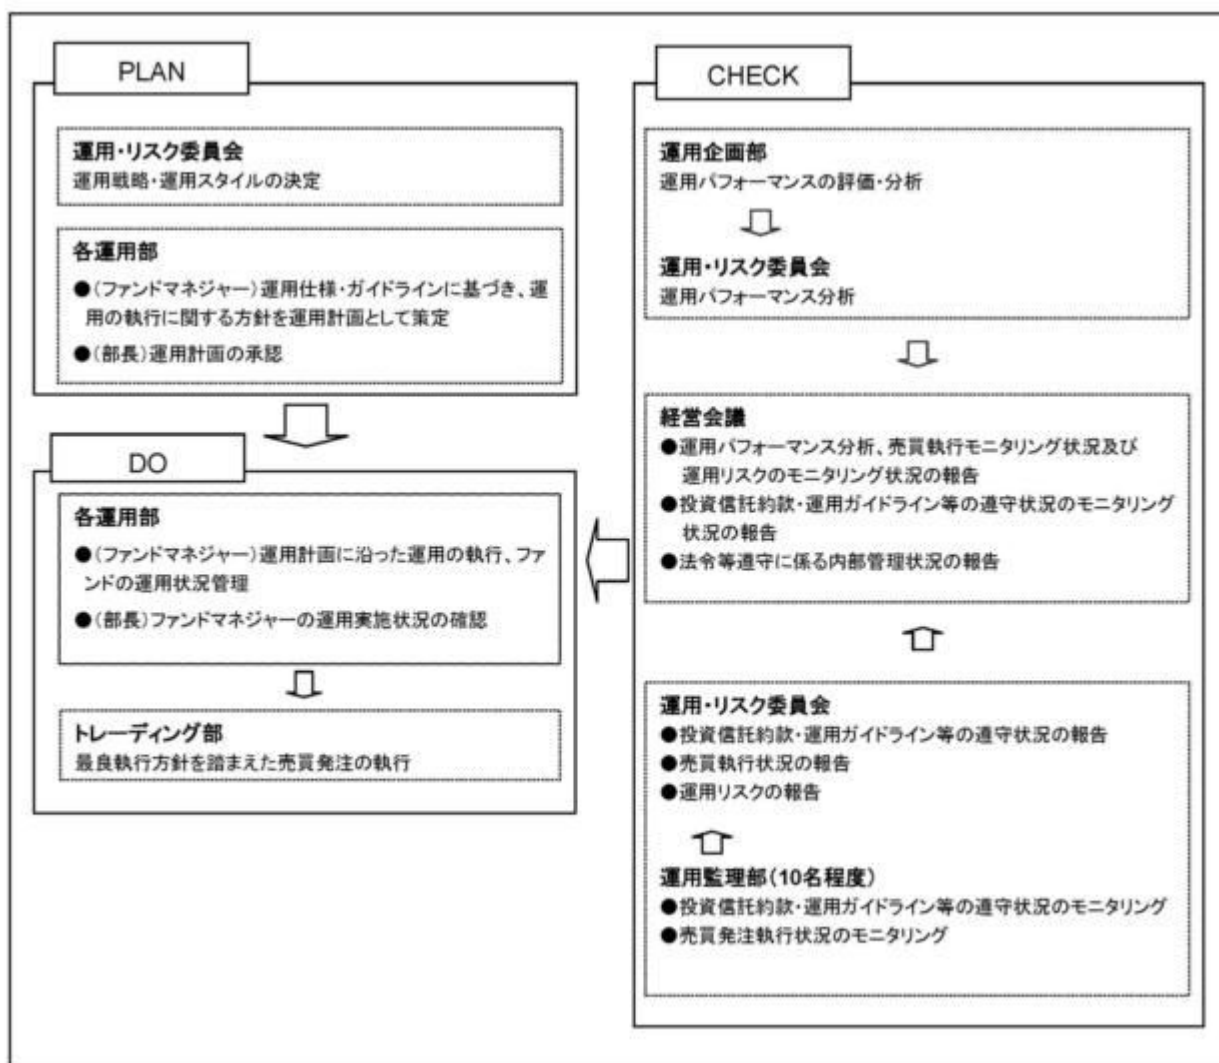 PLAN
運用・リスク委員会
運用戦略・運用スタイルの決定
各運用部
●(ファンドマネジャー)運用仕様・ガイドラインに基づき、運
用の執行に関する方針を運用計画として策定
●(部長)運用計画の承認
DO
各運用部
●(ファンドマネジャー)運用計画に沿った運用の執行、ファ
ンドの運用状況管理
●(部長)ファンドマネジャーの運用実施状況の確認
トレーディング部
最良執行方針を踏まえた売買発注の執行
CHECK
運用企画部
運用パフォーマンスの評価・分析
運用・リスク委員会
運用パフォーマンス分析
経営会議
●運用パフォーマンス分析、売買執行モニタリング状況及び
運用リスクのモニタリング状況の報告
●投資信託約款・運用ガイドライン等の遵守状況のモニタリング
状況の報告
●法令等遵守に係る内部管理状況の報告
運用・リスク委員会
●投資信託約款・運用ガイドライン等の遵守状況の報告
●売買執行状況の報告
●運用リスクの報告
運用監理部(10名程度)
●投資信託約款・運用ガイドライン等の遵守状況のモニタリング
●売買発注執行状況のモニタリング